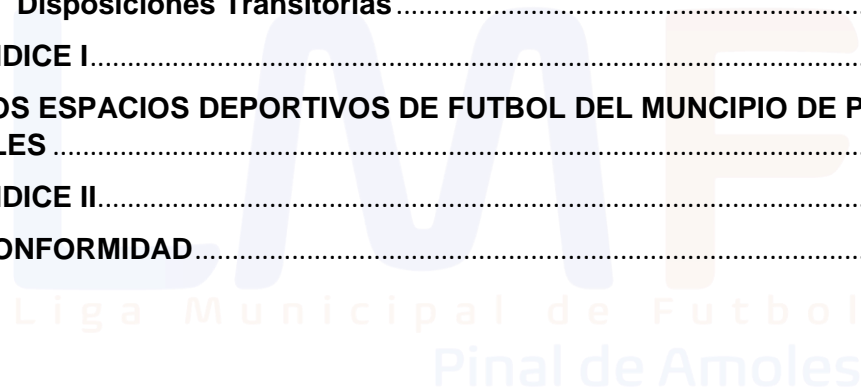 Disposiciones Transitorias........................................................
NDICE I........................................................................................
OS ESPACIOS DEPORTIVOS DE FUTBOL DEL MUNCIPIO DE P
LES.............................................................................................
NDICE II.......................................................................................
ONFORMIDAD...........................................................................
LMF
Liga Municipal de Futbol
Pinal de Amoles